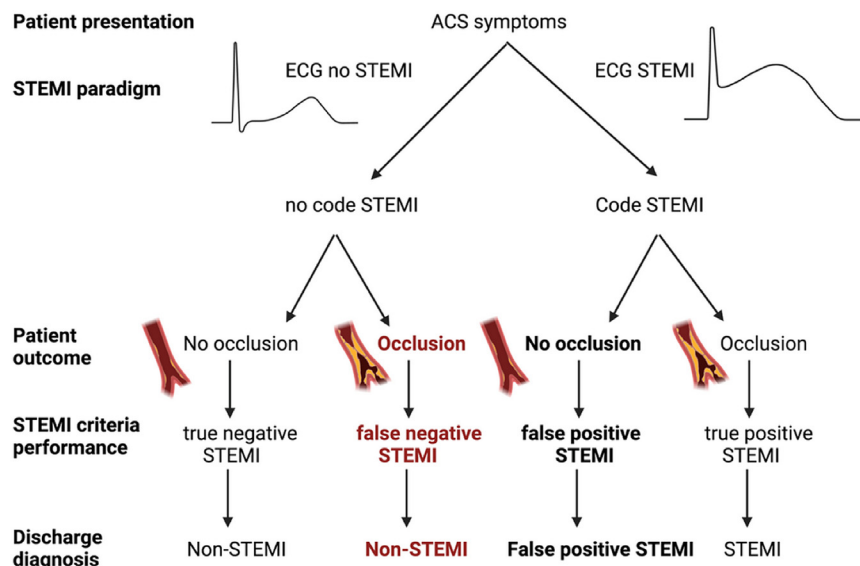 Patient presentation
ACS symptoms
ECG no STEMI
ECG STEMI
STEMI paradigm
no code STEMI
Code STEMI
Patient
outcome
No occlusion
Occlusion
No occlusion
Occlusion
STEMI criteria
performance
true negative
STEMI
false negative
STEMI
false positive
STEMI
true positive
STEMI
Discharge
diagnosis
Non-STEMI
Non-STEMI
False positive STEMI
STEMI